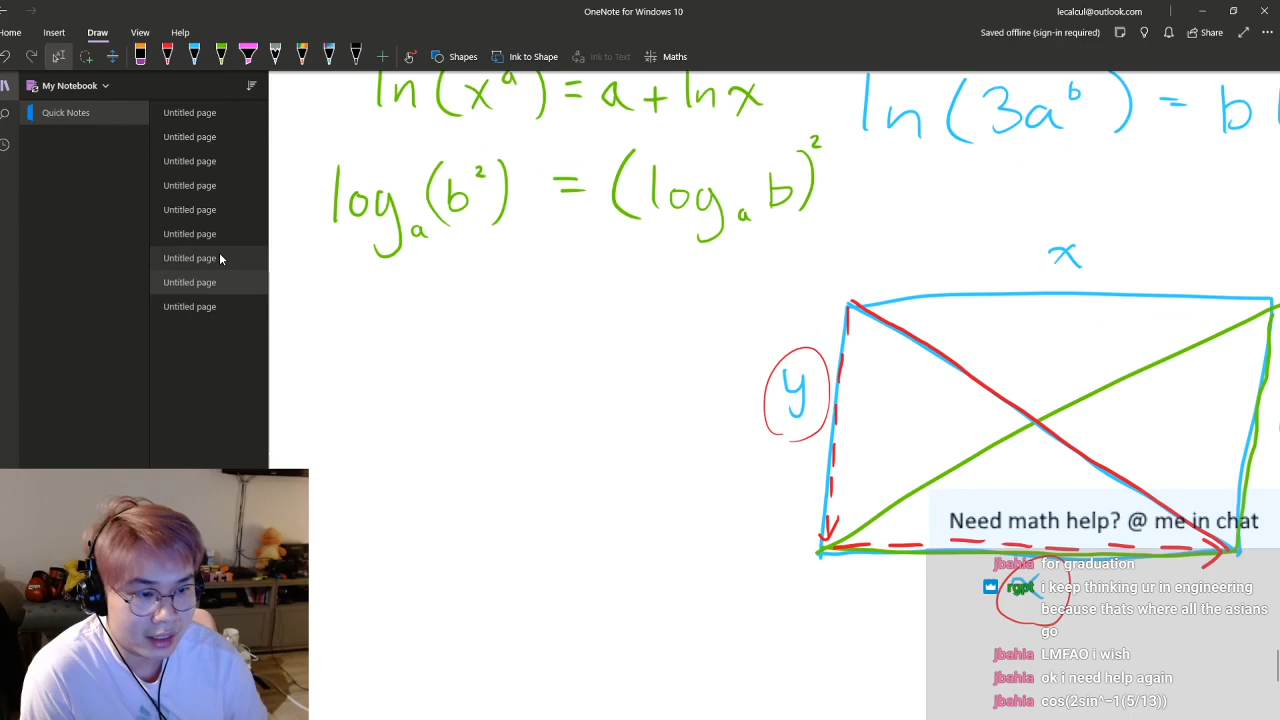 OneNote for Windows 10
lecalcul@outlook.com
Home Insert Draw View Help
Saved offline (sign-in required)
Share
Shapes
Ink to Shape
Ink to Text
Maths
My Notebook
Quick Notes
Untitled page
Untitled page
Untitled page
Untitled page
Untitled page
Untitled page
Untitled page
Untitled page
Untitled page
ln(x^a) = a + ln x
log_a(b²) = (log_a b)²
ln(3a^b) = b
x
y
x
Need math help? @ me in chat
jbahia for graduation
rgpt i keep thinking ur in engineering
because thats where all the asians
go
jbahia LMFAO i wish
jbahia ok i need help again
jbahia cos(2sin^-1(5/13))